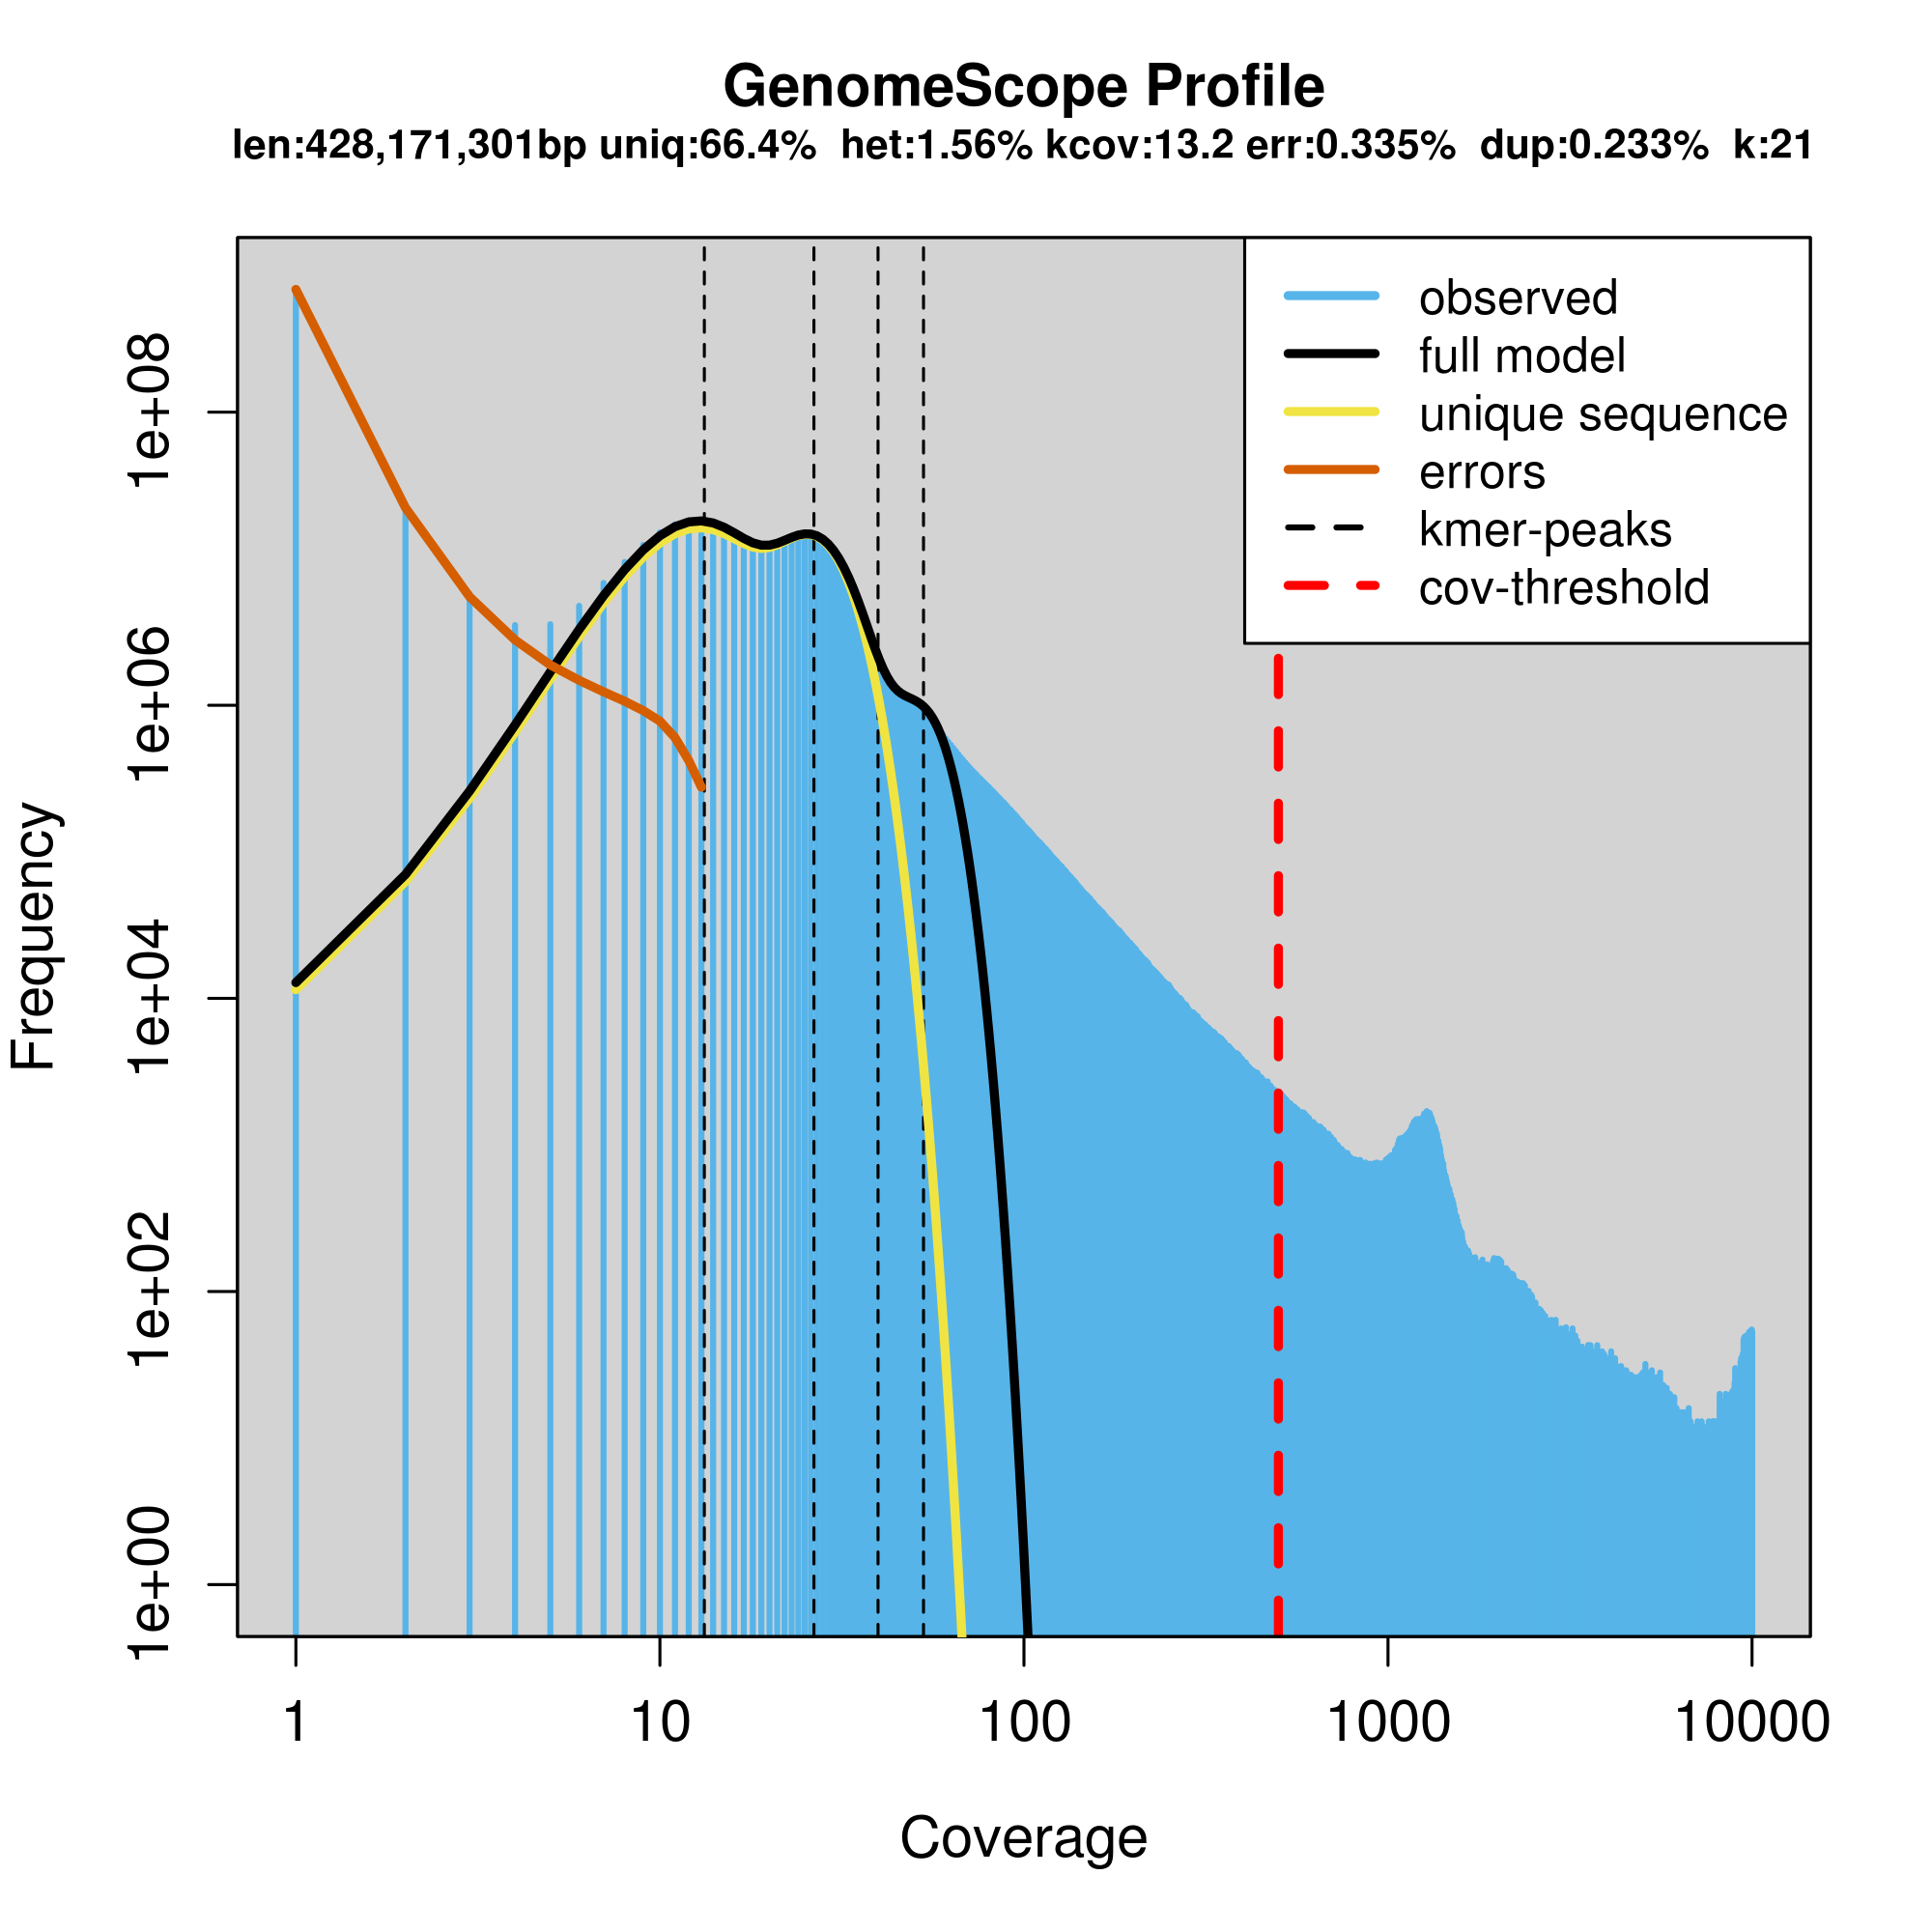 GenomeScope Profile
len:428,171,301bp uniq:66.4% het:1.56% kcov:13.2 err:0.335% dup:0.233% k:21
observed
full model
unique sequence
errors
kmer-peaks
cov-threshold
Frequency
1e+08
1e+06
1e+04
1e+02
1e+00
1 10 100 1000 10000
Coverage